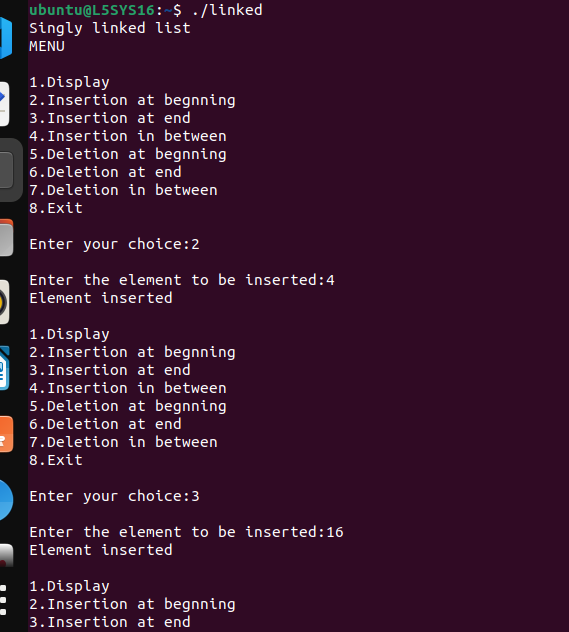 ubuntu@L5SYS16:~$ ./linked
Singly linked list
MENU
1.Display
2.Insertion at begnning
3.Insertion at end
4.Insertion in between
5.Deletion at begnning
6.Deletion at end
7.Deletion in between
8.Exit
Enter your choice:2
Enter the element to be inserted:4
Element inserted
1.Display
2.Insertion at begnning
3.Insertion at end
4.Insertion in between
5.Deletion at begnning
6.Deletion at end
7.Deletion in between
8.Exit
Enter your choice:3
Enter the element to be inserted:16
Element inserted
1.Display
2.Insertion at begnning
3.Insertion at end